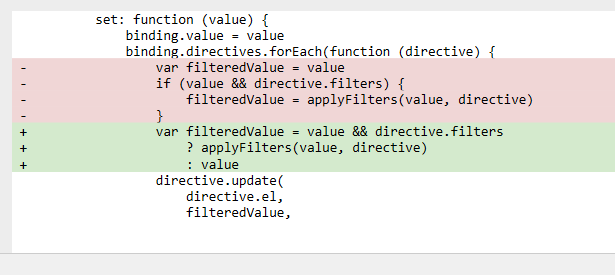 set: function (value) {
binding.value = value
binding.directives.forEach(function (directive) {
- var filteredValue = value
- if (value && directive.filters) {
- filteredValue = applyFilters(value, directive)
- }
+ var filteredValue = value && directive.filters
+ ? applyFilters(value, directive)
+ : value
directive.update(
directive.el,
filteredValue,